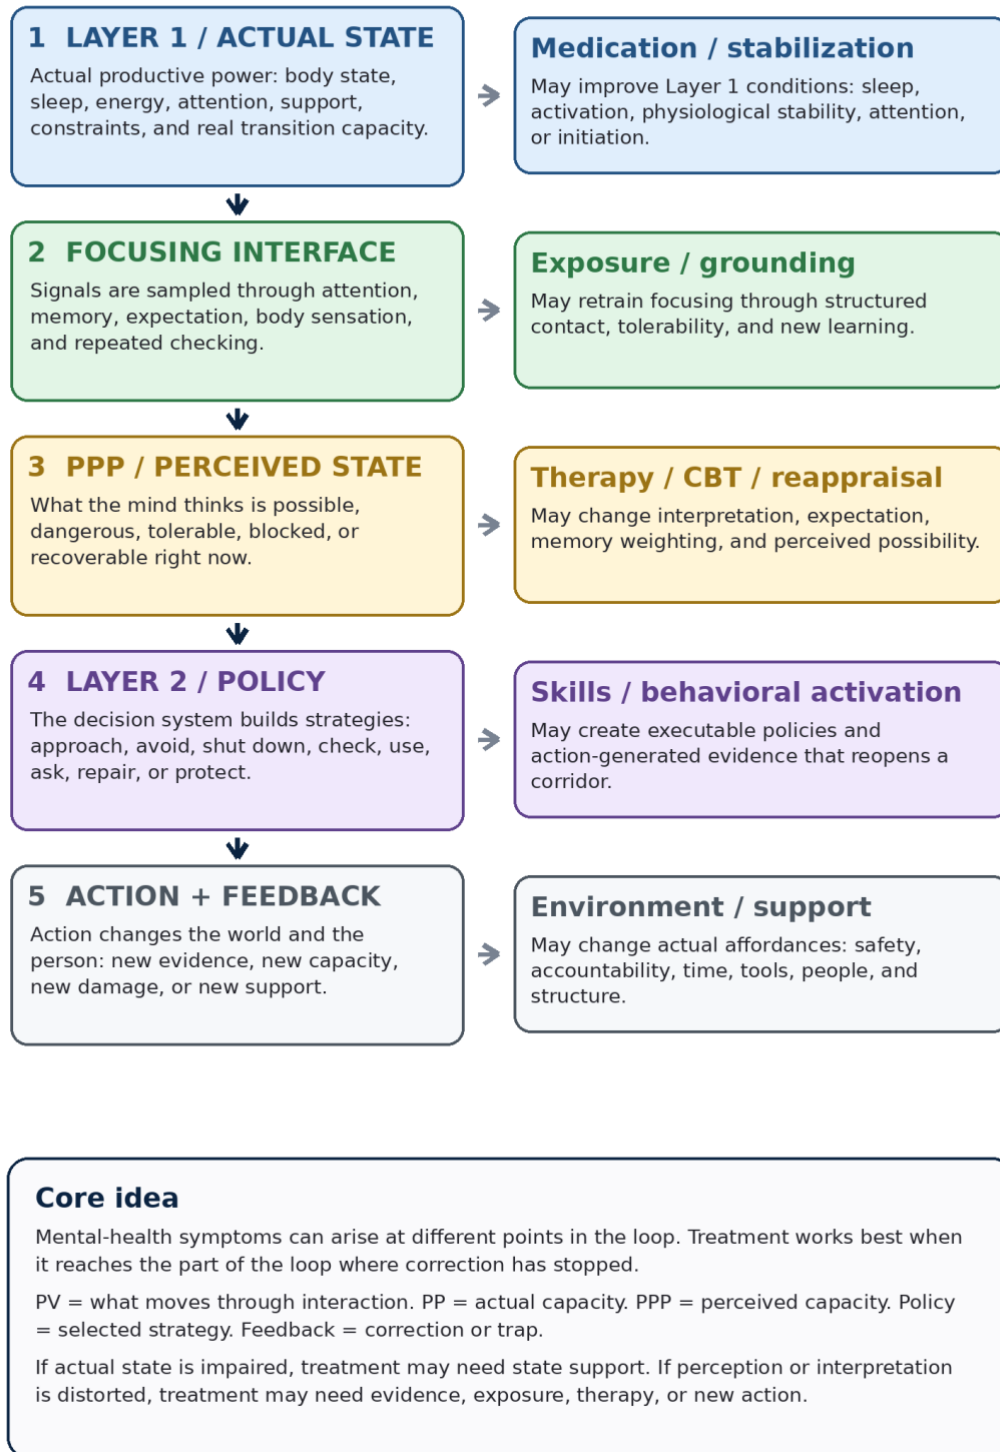 1 LAYER 1 / ACTUAL STATE
Actual productive power: body state,
sleep, energy, attention, support,
constraints, and real transition capacity.
Medication / stabilization
May improve Layer 1 conditions: sleep,
activation, physiological stability, attention,
or initiation.
2 FOCUSING INTERFACE
Signals are sampled through attention,
memory, expectation, body sensation,
and repeated checking.
Exposure / grounding
May retrain focusing through structured
contact, tolerability, and new learning.
3 PPP / PERCEIVED STATE
What the mind thinks is possible,
dangerous, tolerable, blocked, or
recoverable right now.
Therapy / CBT / reappraisal
May change interpretation, expectation,
memory weighting, and perceived possibility.
4 LAYER 2 / POLICY
The decision system builds strategies:
approach, avoid, shut down, check, use,
ask, repair, or protect.
Skills / behavioral activation
May create executable policies and
action-generated evidence that reopens a
corridor.
5 ACTION + FEEDBACK
Action changes the world and the
person: new evidence, new capacity,
new damage, or new support.
Environment / support
May change actual affordances: safety,
accountability, time, tools, people, and
structure.
Core idea
Mental-health symptoms can arise at different points in the loop. Treatment works best when
it reaches the part of the loop where correction has stopped.
PV = what moves through interaction. PP = actual capacity. PPP = perceived capacity. Policy
= selected strategy. Feedback = correction or trap.
If actual state is impaired, treatment may need state support. If perception or interpretation
is distorted, treatment may need evidence, exposure, therapy, or new action.